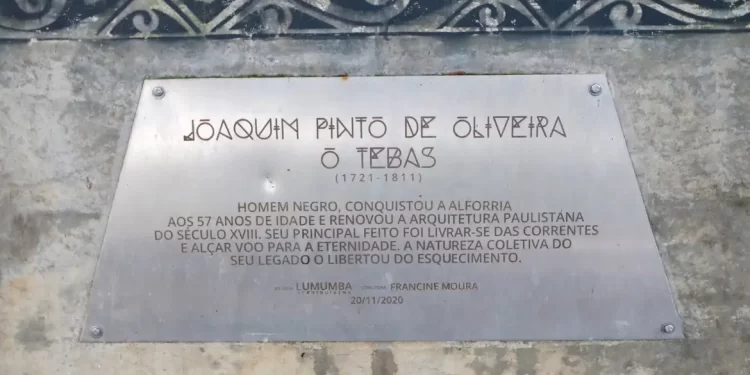 JOAQUIM PINTO DE OLIVEIRA
O TEBAS
(1721-1811)
HOMEM NEGRO, CONQUISTOU A ALFORRIA
AOS 57 ANOS DE IDADE E RENOVOU A ARQUITETURA PAULISTANA
DO SÉCULO XVIII. SEU PRINCIPAL FEITO FOI LIVRAR-SE DAS CORRENTES
E ALÇAR VOO PARA A ETERNIDADE. A NATUREZA COLETIVA DO
SEU LEGADO O LIBERTOU DO ESQUECIMENTO.
LUMUMBA FRANCINE MOURA
20/11/2020